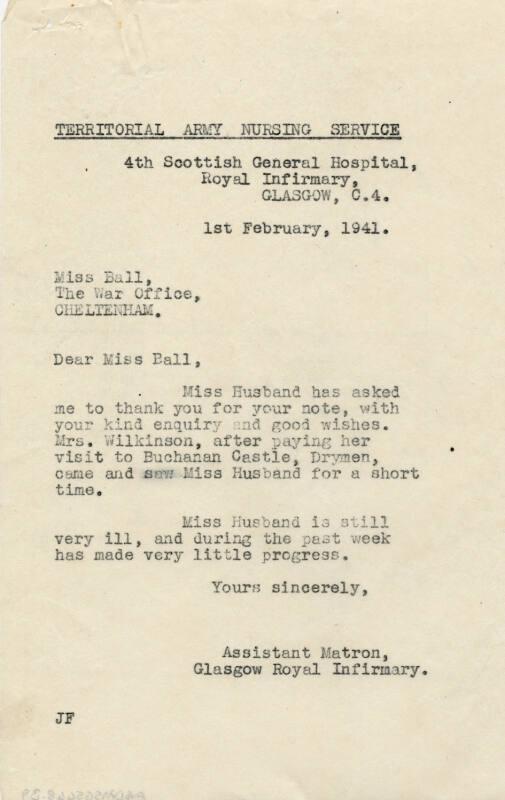 TERRITORIAL ARMY NURSING SERVICE
4th Scottish General Hospital,
Royal Infirmary,
GLASGOW, C.4.
1st February, 1941.
Miss Ball,
The War Office,
CHELTENHAM.
Dear Miss Ball,
Miss Husband has asked
me to thank you for your note, with
your kind enquiry and good wishes.
Mrs. Wilkinson, after paying her
visit to Buchanan Castle, Drymen,
came and saw Miss Husband for a short
time.
Miss Husband is still
very ill, and during the past week
has made very little progress.
Yours sincerely,
Assistant Matron,
Glasgow Royal Infirmary.
JF